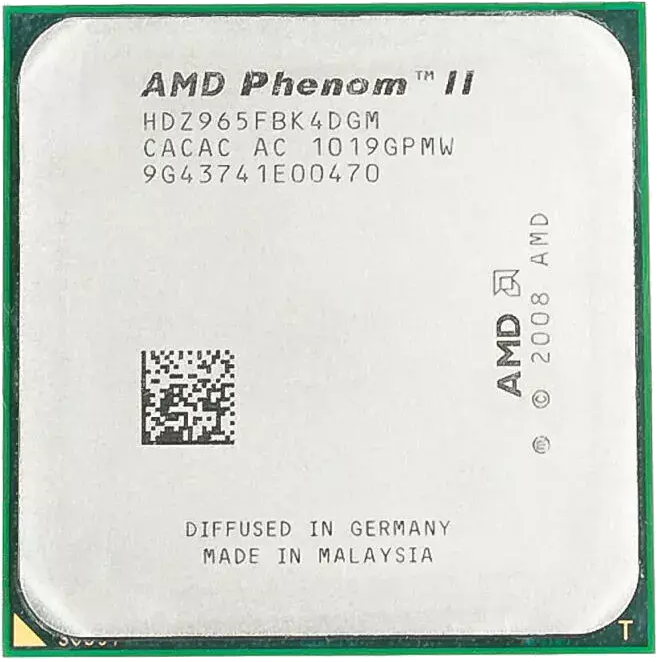 AMD Phenom™ II
HDZ965FBK4DGM
CACAC AC 1019GPMW
9G43741E00470
AMD
ⓜ © 2008 AMD
DIFFUSED IN GERMANY
MADE IN MALAYSIA
T